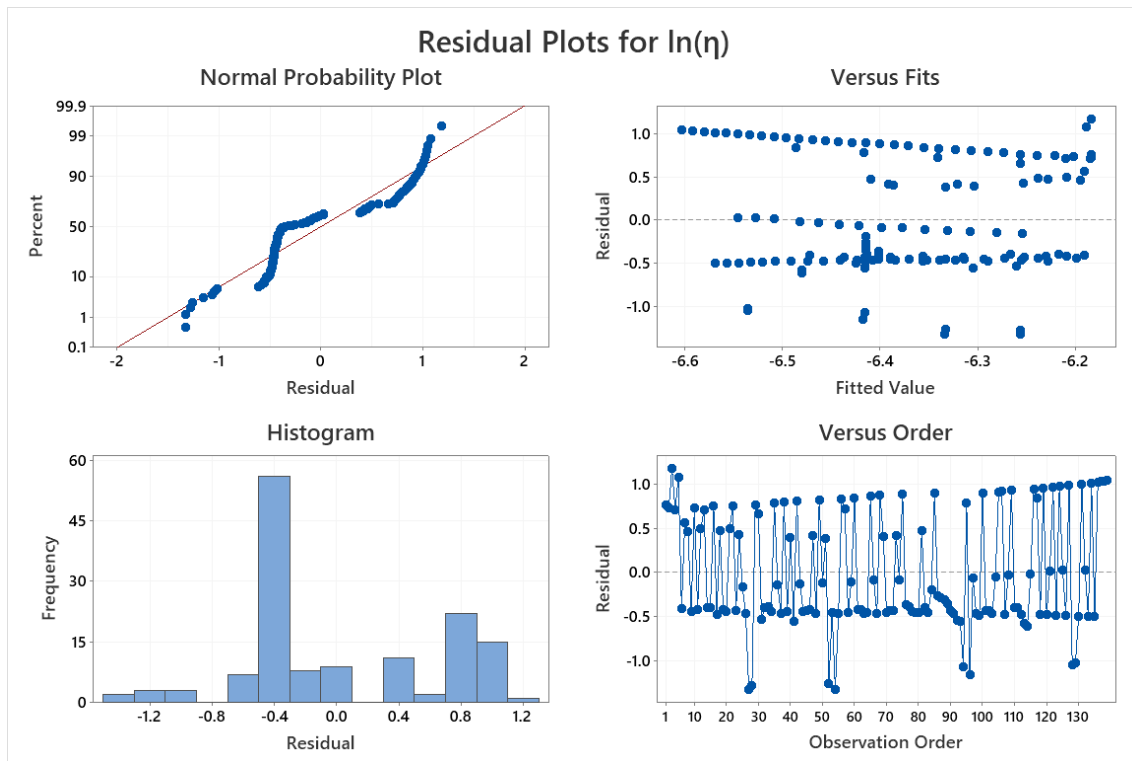 Residual Plots for ln(η)
Normal Probability Plot
99.9
99
90
50
10
1
0.1
Percent
-2 -1 0 1 2
Residual
Versus Fits
1.0
0.5
0.0
-0.5
-1.0
Residual
-6.6 -6.5 -6.4 -6.3 -6.2
Fitted Value
Histogram
60
45
30
15
0
Frequency
-1.2 -0.8 -0.4 0.0 0.4 0.8 1.2
Residual
Versus Order
1.0
0.5
0.0
-0.5
-1.0
Residual
1 10 20 30 40 50 60 70 80 90 100 110 120 130
Observation Order